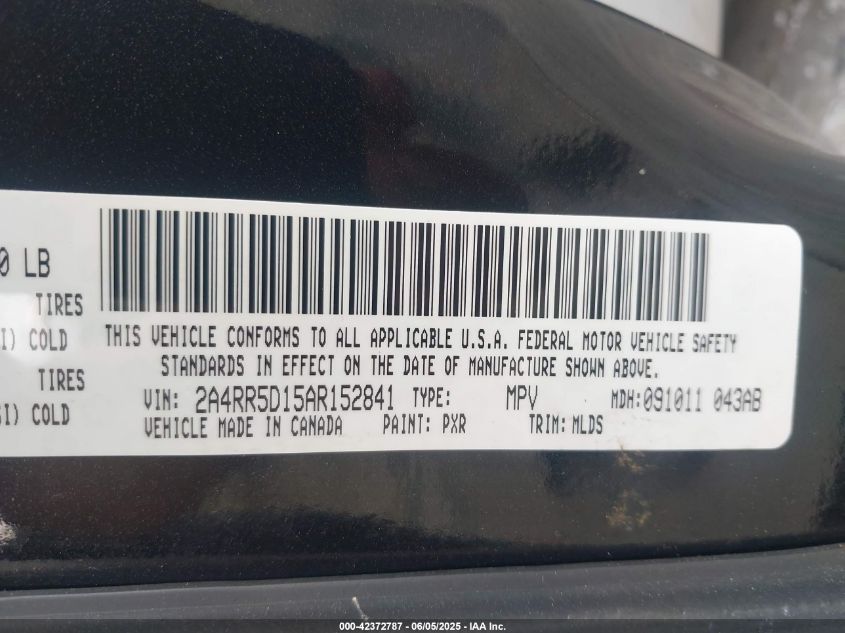 0 LB
TIRES
I) COLD
TIRES
SI) COLD
THIS VEHICLE CONFORMS TO ALL APPLICABLE U.S.A. FEDERAL MOTOR VEHICLE SAFETY
STANDARDS IN EFFECT ON THE DATE OF MANUFACTURE SHOWN ABOVE.
VIN: 2A4RR5D15AR152841 TYPE: MPV MDH:091011 043AB
VEHICLE MADE IN CANADA PAINT: PXR TRIM: MLDS
000-42372787 - 06/05/2025 - IAA Inc.